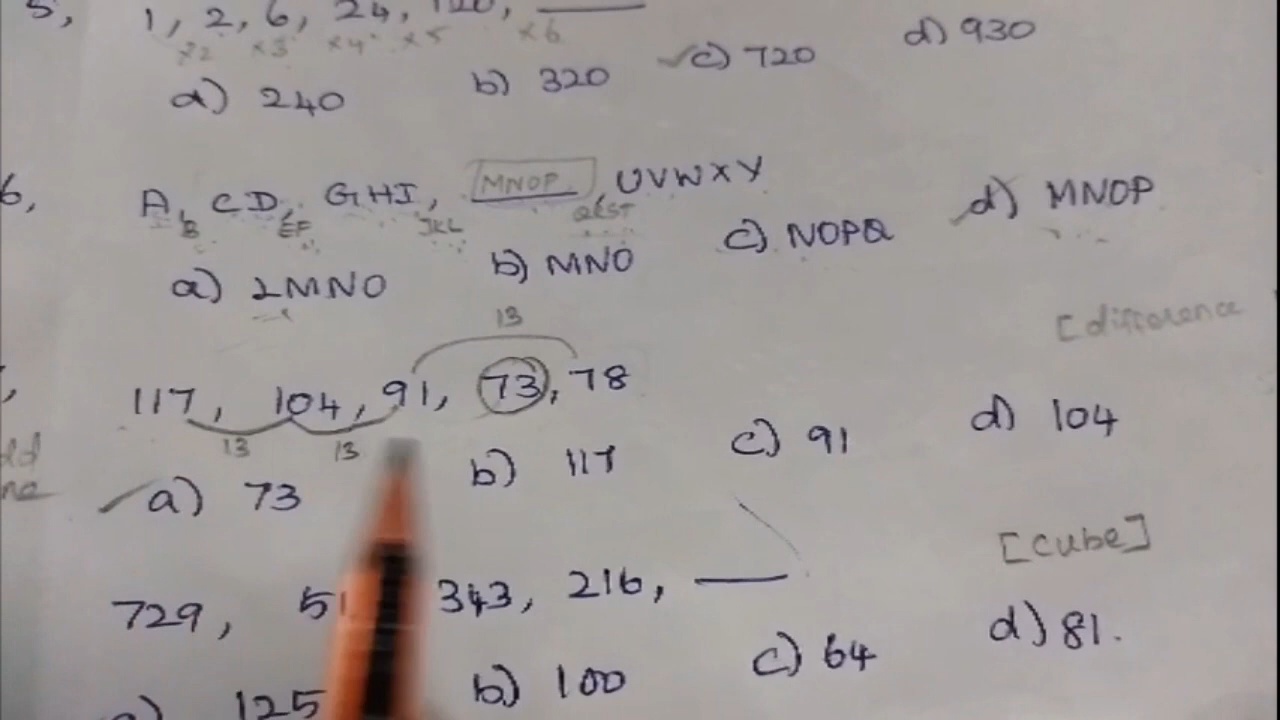 5, 1, 2, 6, 24, 120, ____
×2 ×3 ×4 ×5 ×6
a) 240 b) 320 c) 720 d) 930
6, A, CD, GHI, MNOP, UVWXY
B EF JKL QRST
a) LMNO b) MNO c) NOPQ d) MNOP
13 [difference
117, 104, 91, 73, 78
13 13
a) 73 b) 117 c) 91 d) 104
[cube]
729, 343, 216, ____
125 b) 100 c) 64 d) 81.